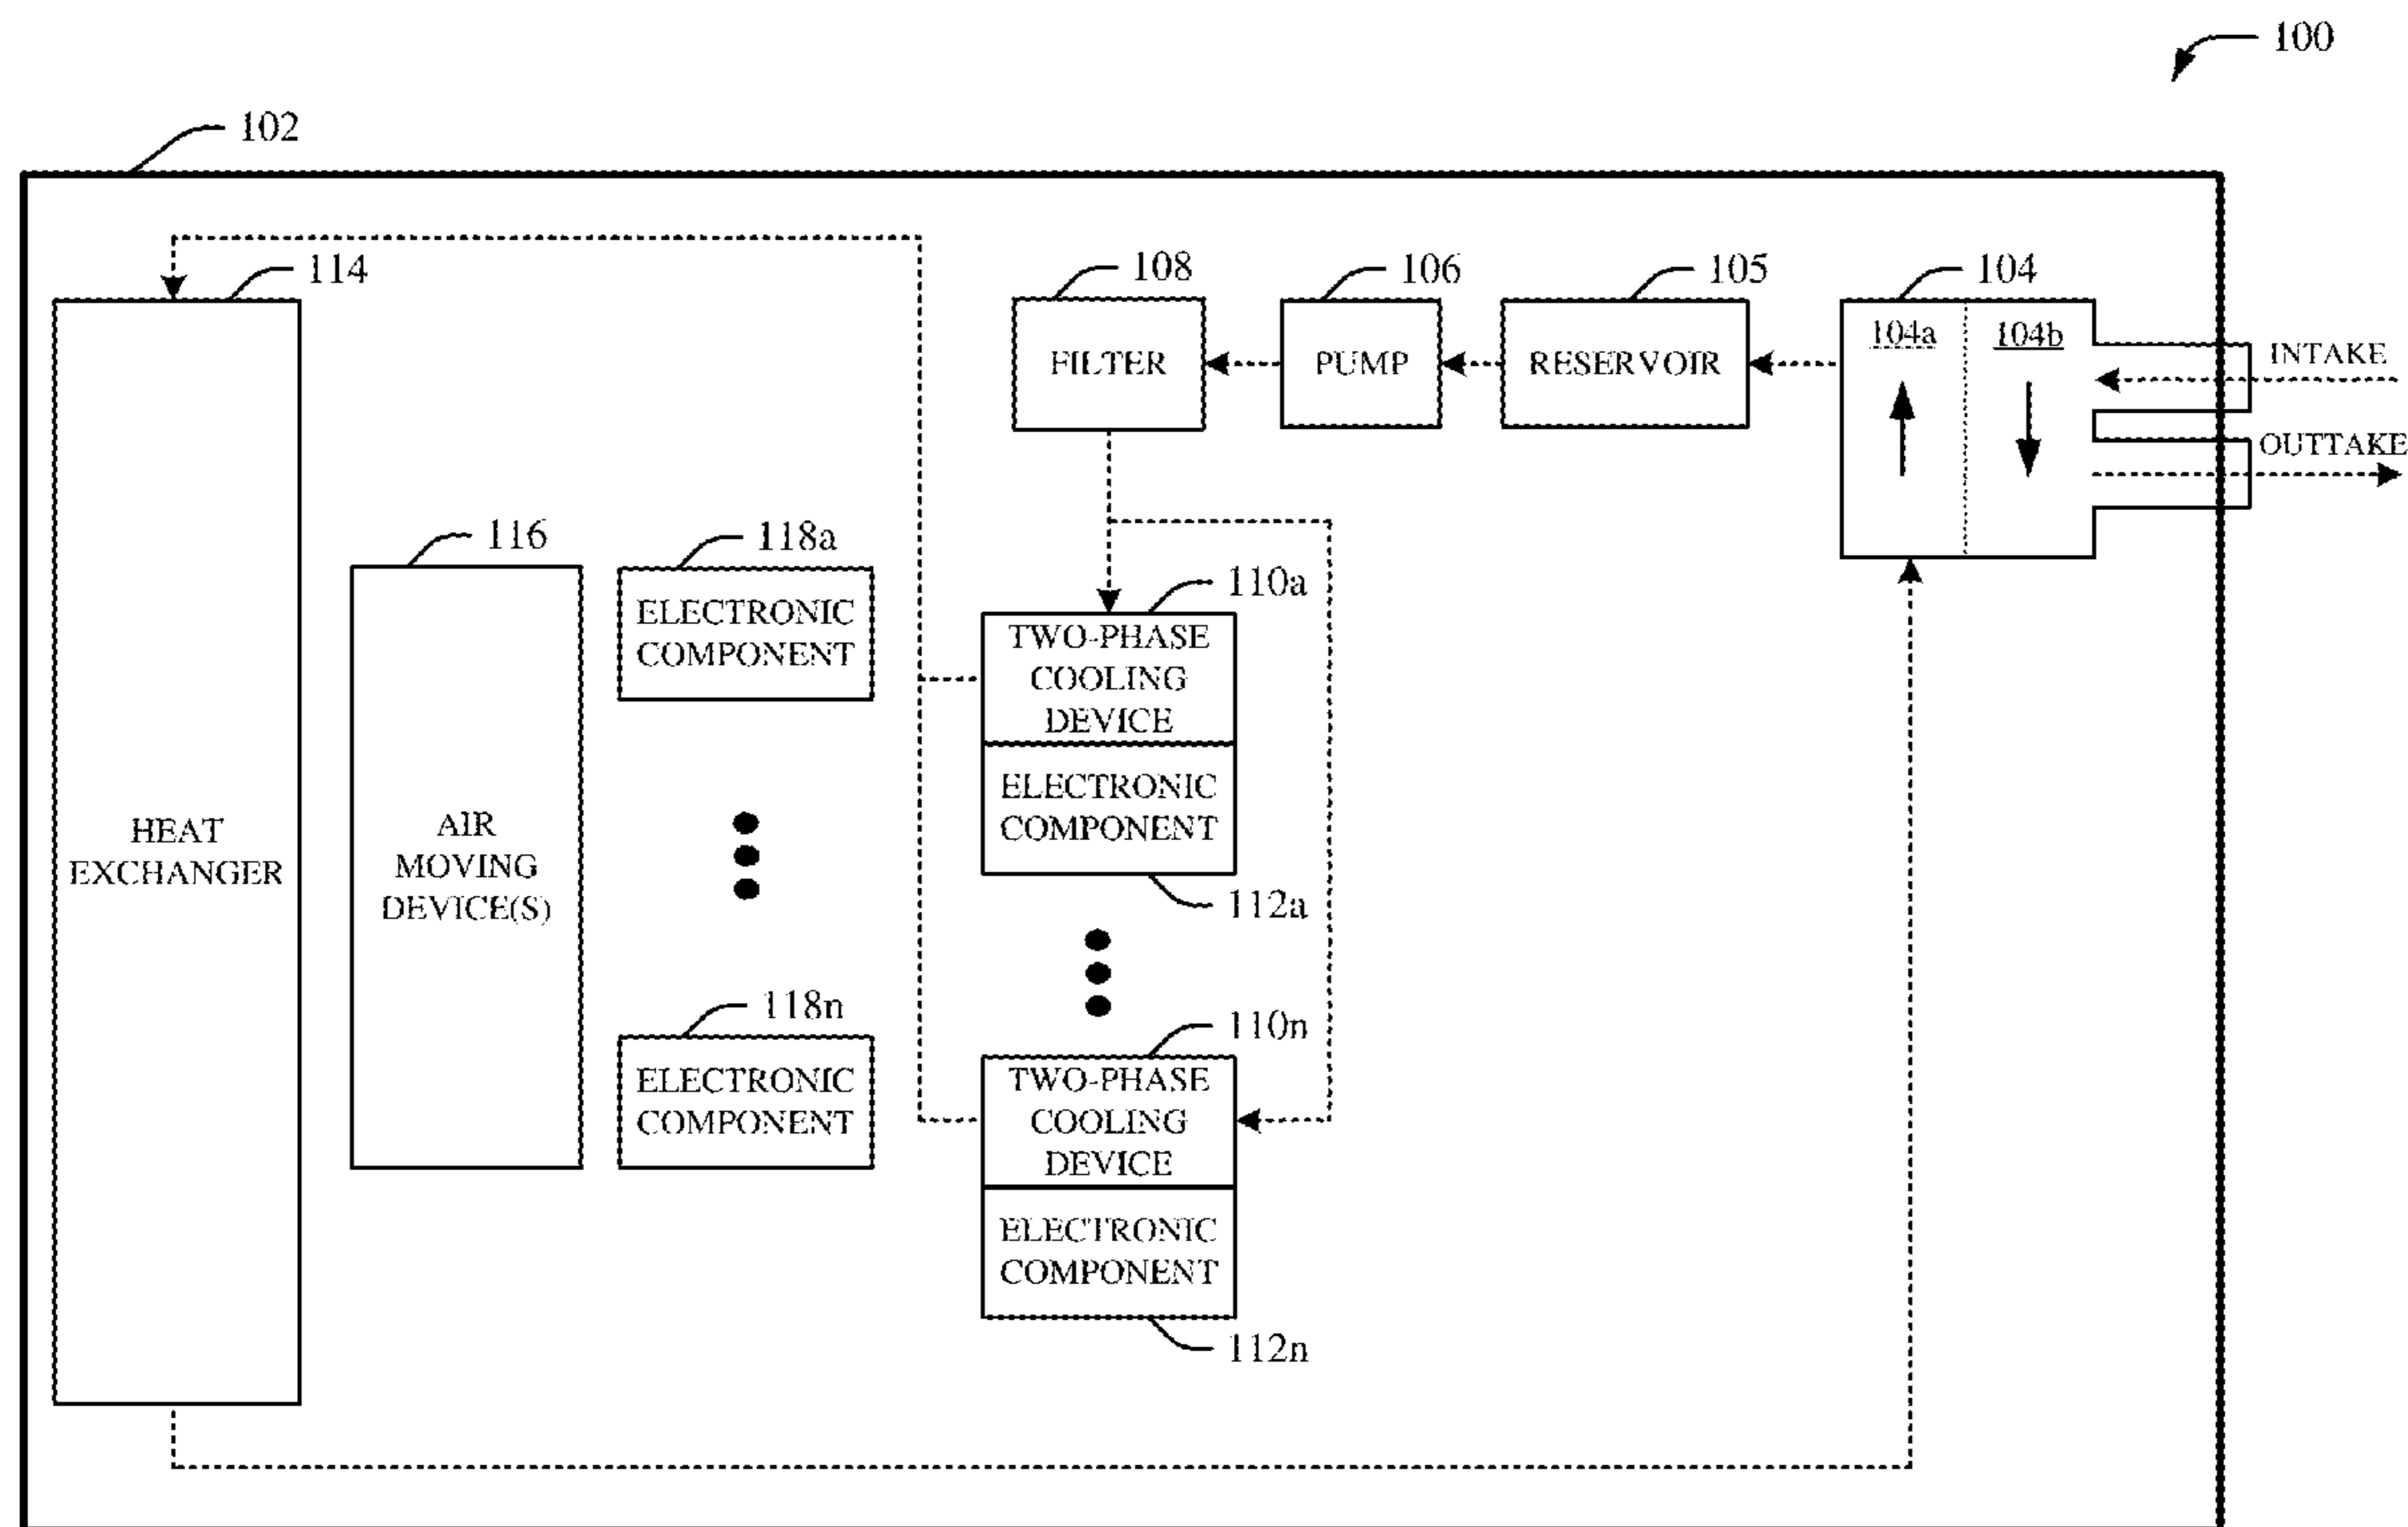 100
102
114
108
106
105
104
FILTER
PUMP
RESERVOIR
104a
104b
INTAKE
OUTTAKE
116
118a
110a
ELECTRONIC
COMPONENT
TWO-PHASE
COOLING
DEVICE
ELECTRONIC
COMPONENT
112a
HEAT
EXCHANGER
AIR
MOVING
DEVICE(S)
118n
110n
ELECTRONIC
COMPONENT
TWO-PHASE
COOLING
DEVICE
ELECTRONIC
COMPONENT
112n